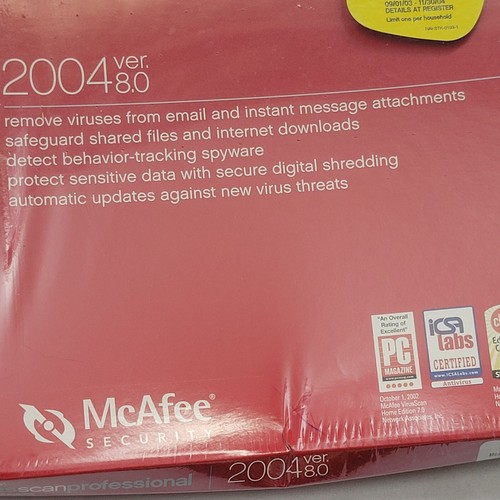 09/01/03 - 11/30/04
DETAILS AT REGISTER
Limit one per household
2004 ver. 8.0
remove viruses from email and instant message attachments
safeguard shared files and internet downloads
detect behavior-tracking spyware
protect sensitive data with secure digital shredding
automatic updates against new virus threats
"An Overall
Rating of
Excellent"
PC
MAGAZINE
October 1, 2002
McAfee VirusScan
Home Edition 7.0
Network Associates, Inc.
ICSA
labs
CERTIFIED
www.ICSALabs.com
Antivirus
McAfee®
SECURITY
scanprofessional
2004 ver. 8.0